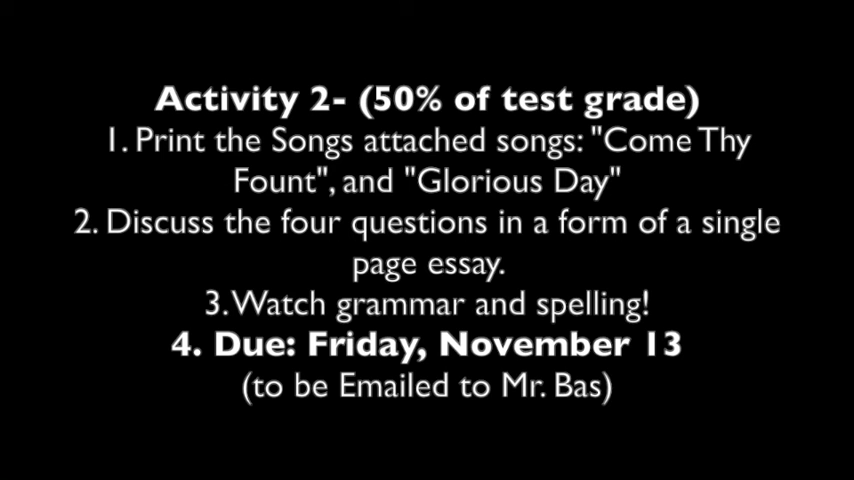 Activity 2- (50% of test grade)
1. Print the Songs attached songs: "Come Thy
Fount", and "Glorious Day"
2. Discuss the four questions in a form of a single
page essay.
3. Watch grammar and spelling!
4. Due: Friday, November 13
(to be Emailed to Mr. Bas)